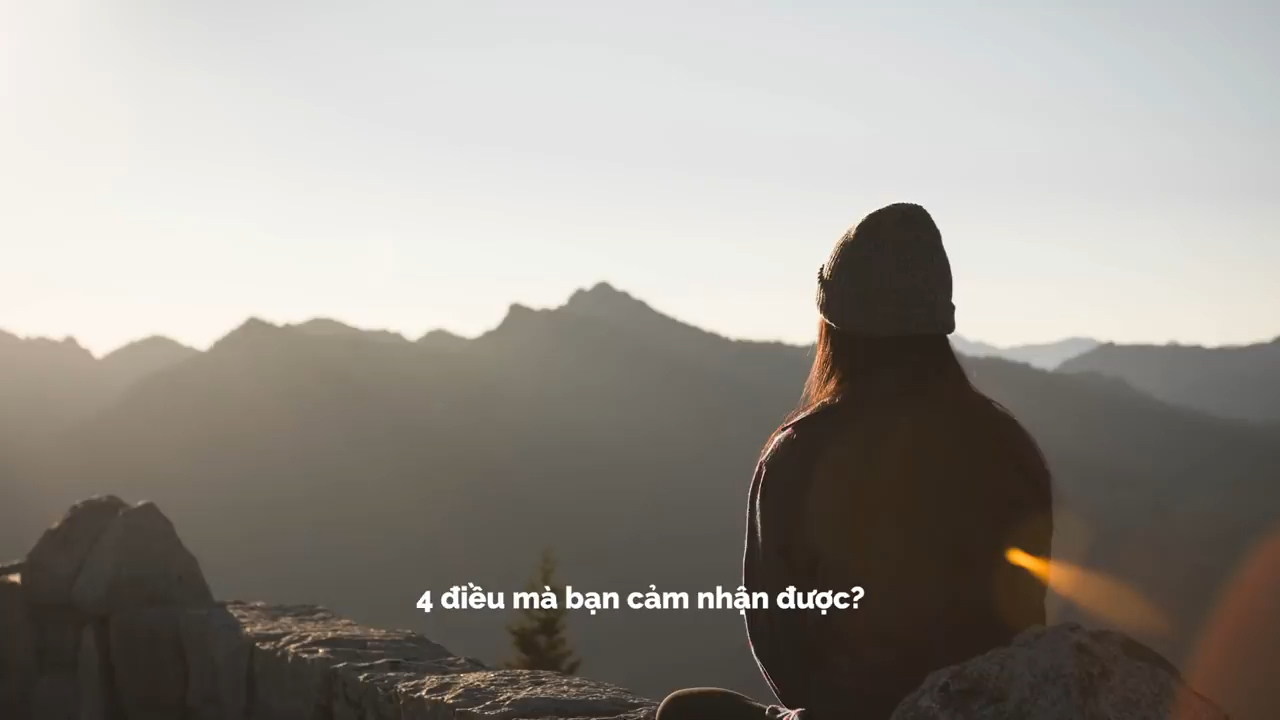 4 điều mà bạn cảm nhận được?